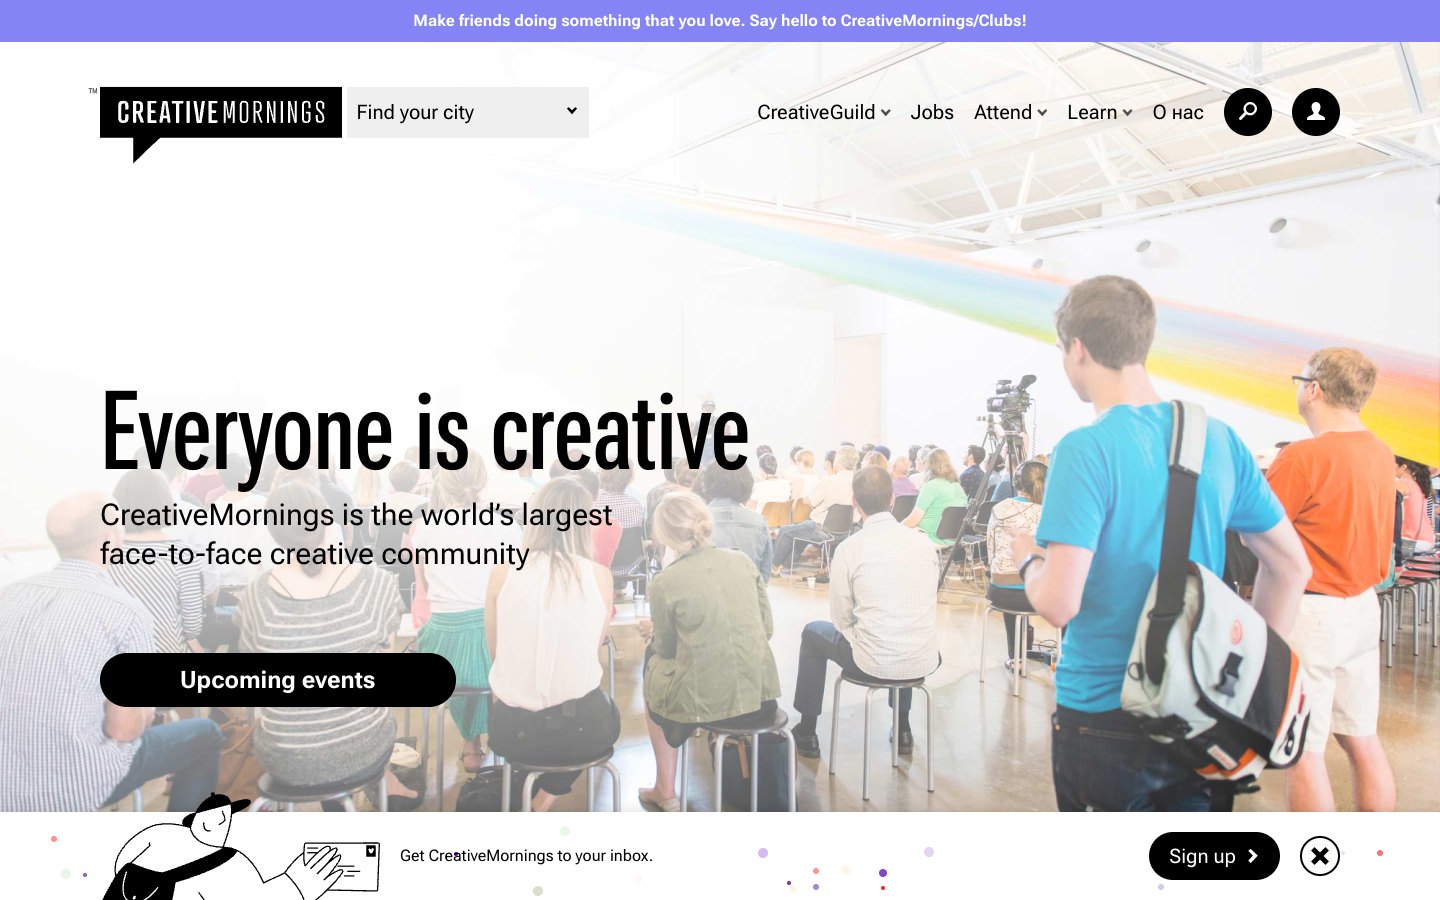 Make friends doing something that you love. Say hello to CreativeMornings/Clubs!
TM
CREATIVEMORNINGS
Find your city
CreativeGuild
Jobs
Attend
Learn
О нас
Everyone is creative
CreativeMornings is the world's largest
face-to-face creative community
Upcoming events
Get CreativeMornings to your inbox.
Sign up